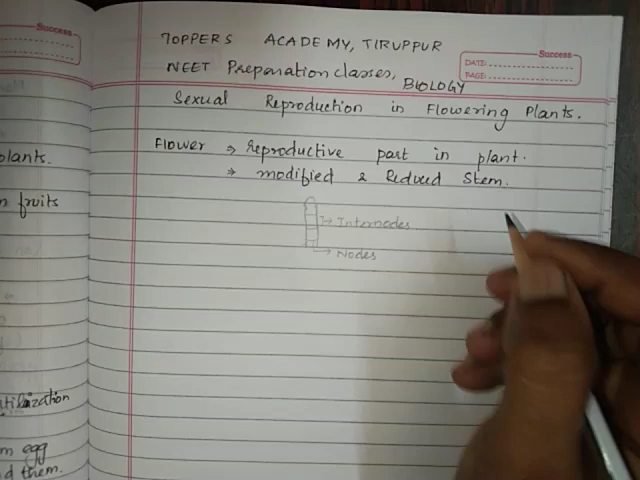 Success
TOPPERS ACADEMY, TIRUPPUR
Success
DATE:
PAGE:
NEET Preparation classes,
BIOLOGY
Sexual Reproduction in Flowering Plants.
plants.
Flower → Reproductive part in plant.
→ modified & Reduced Stem.
fruits
→ Internodes
→ Nodes
egg
them.